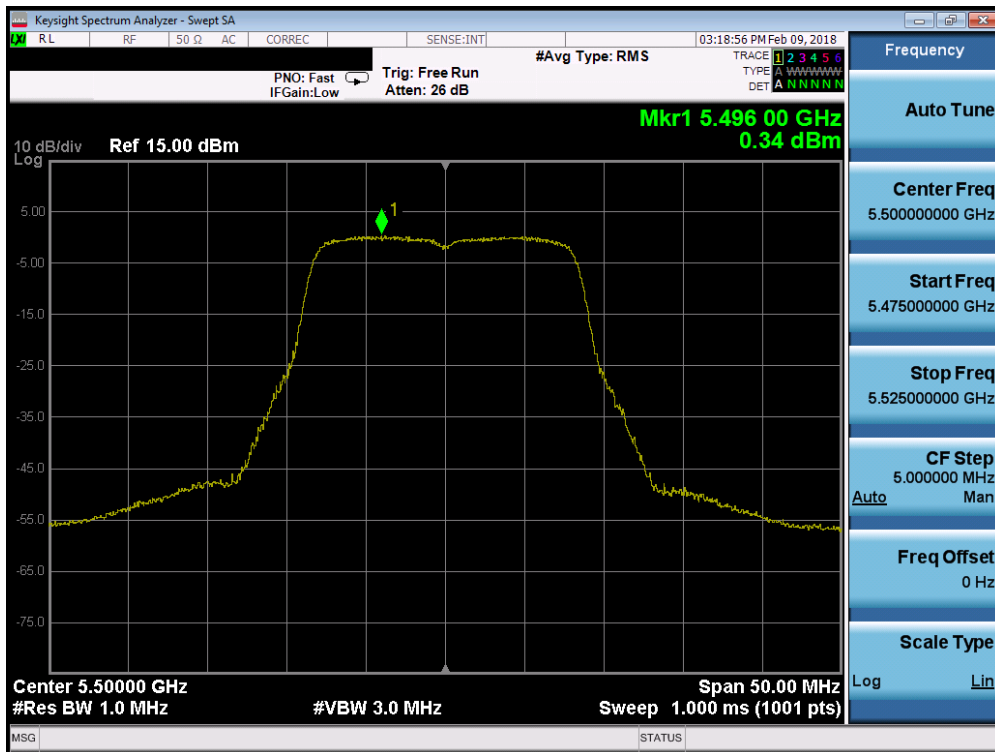 Keysight Spectrum Analyzer - Swept SA
LXI RL RF 50 Ω AC CORREC SENSE:INT 03:18:56 PM Feb 09, 2018
#Avg Type: RMS
TRACE 1 2 3 4 5 6
TYPE A WWWWW
DET A N N N N N
PNO: Fast Trig: Free Run
IFGain:Low Atten: 26 dB
Mkr1 5.496 00 GHz
0.34 dBm
10 dB/div Ref 15.00 dBm
Log
1
5.00
-5.00
-15.0
-25.0
-35.0
-45.0
-55.0
-65.0
-75.0
Center 5.50000 GHz Span 50.00 MHz
#Res BW 1.0 MHz #VBW 3.0 MHz Sweep 1.000 ms (1001 pts)
MSG STATUS
Frequency
Auto Tune
Center Freq
5.500000000 GHz
Start Freq
5.475000000 GHz
Stop Freq
5.525000000 GHz
CF Step
5.000000 MHz
Auto Man
Freq Offset
0 Hz
Scale Type
Log Lin